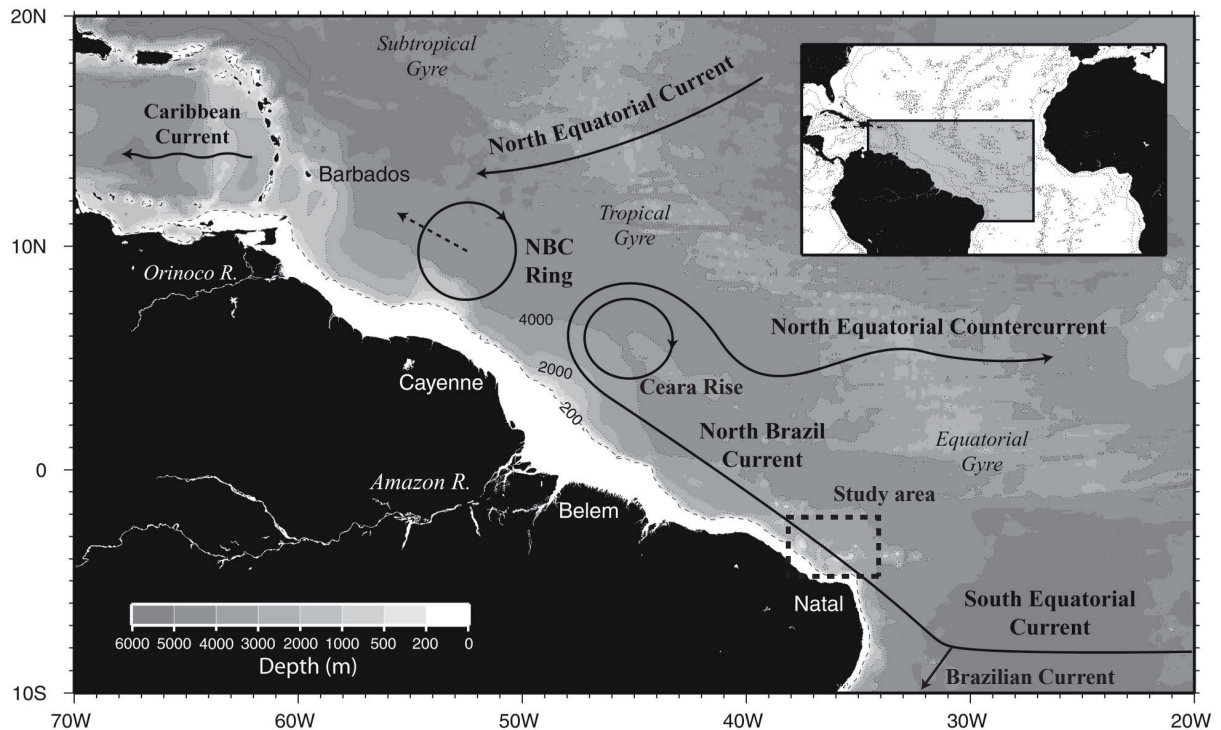 20N
Subtropical
Gyre
North Equatorial Current
Caribbean
Current
Barbados
Tropical
Gyre
NBC
Ring
10N
Orinoco R.
4000
North Equatorial Countercurrent
2000
Cayenne
Ceara Rise
200
North Brazil
Current
Equatorial
Gyre
0
Amazon R.
Study area
Belem
Natal
South Equatorial
Current
6000 5000 4000 3000 2000 1000 500 200 0
Depth (m)
Brazilian Current
10S
70W 60W 50W 40W 30W 20W